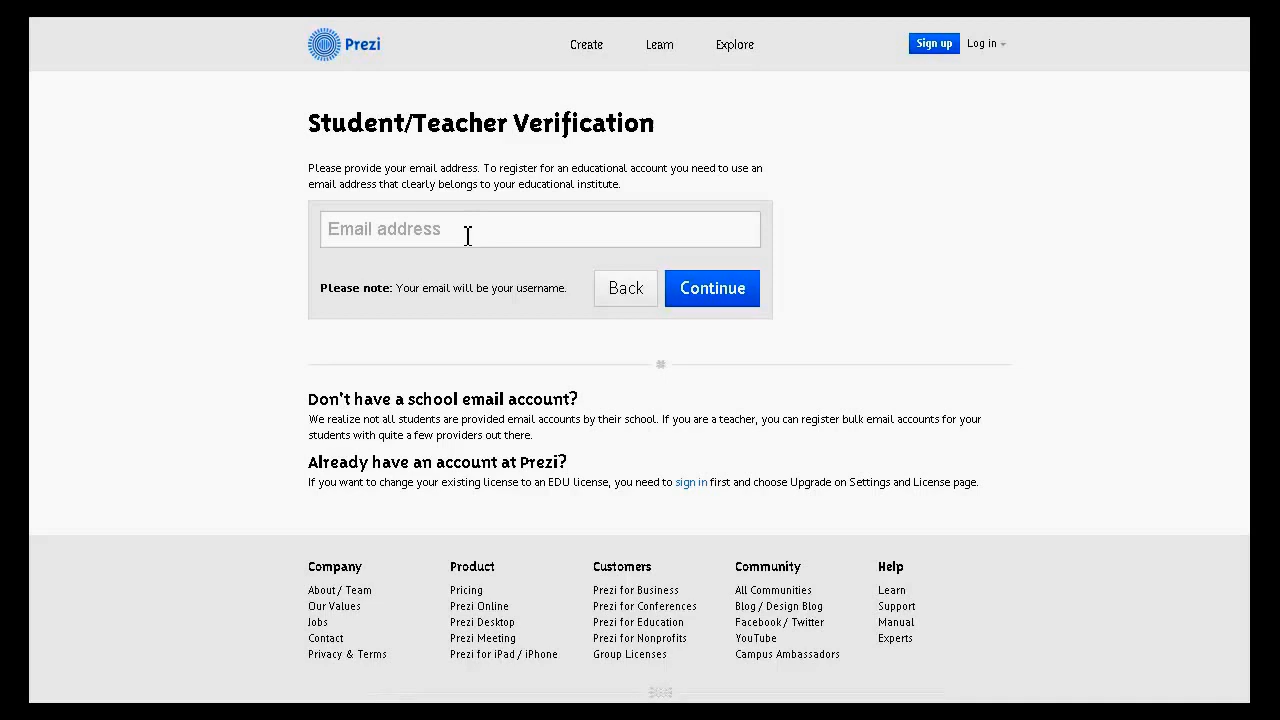 Prezi
Create Learn Explore
Sign up Log in
Student/Teacher Verification
Please provide your email address. To register for an educational account you need to use an
email address that clearly belongs to your educational institute.
Email address
Please note: Your email will be your username.
Back Continue
Don't have a school email account?
We realize not all students are provided email accounts by their school. If you are a teacher, you can register bulk email accounts for your
students with quite a few providers out there.
Already have an account at Prezi?
If you want to change your existing license to an EDU license, you need to sign in first and choose Upgrade on Settings and License page.
Company
About / Team
Our Values
Jobs
Contact
Privacy & Terms
Product
Pricing
Prezi Online
Prezi Desktop
Prezi Meeting
Prezi for iPad / iPhone
Customers
Prezi for Business
Prezi for Conferences
Prezi for Education
Prezi for Nonprofits
Group Licenses
Community
All Communities
Blog / Design Blog
Facebook / Twitter
YouTube
Campus Ambassadors
Help
Learn
Support
Manual
Experts